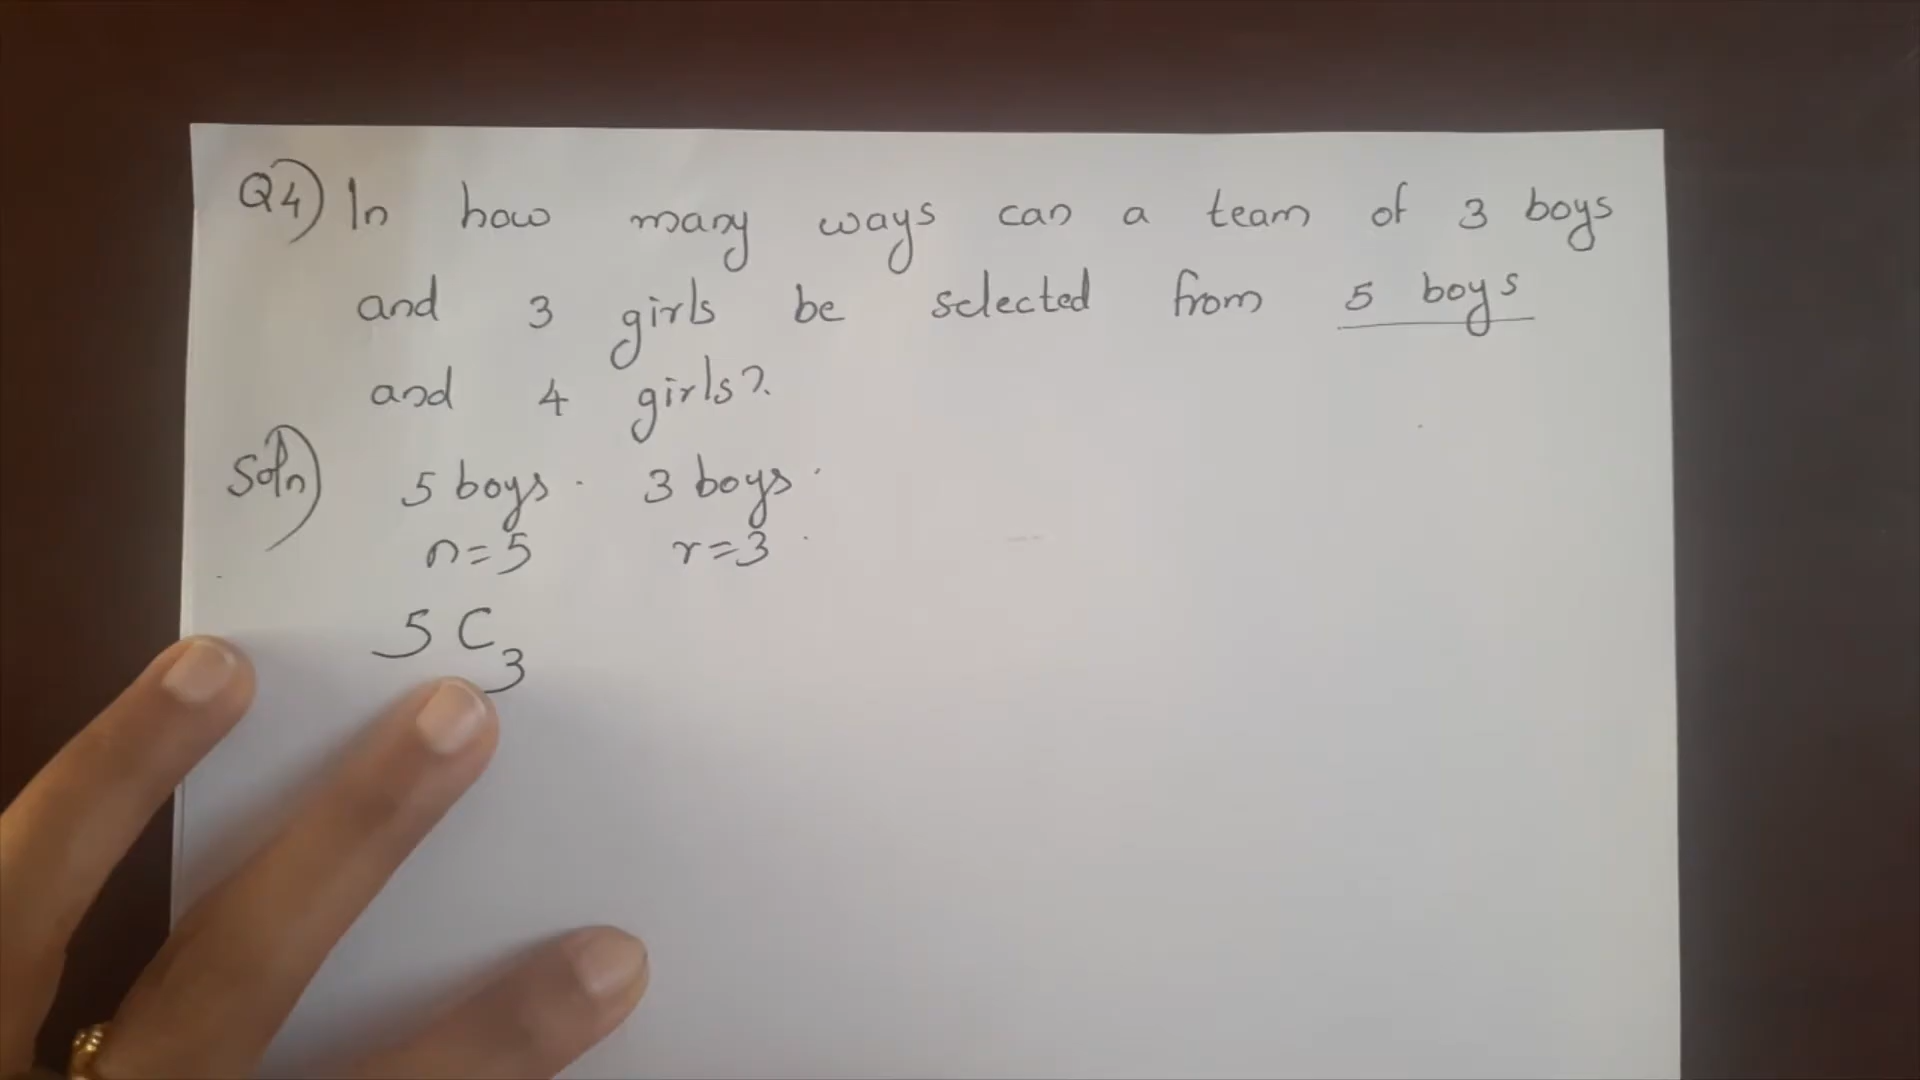 Q4) In how many ways can a team of 3 boys
and 3 girls be selected from 5 boys
and 4 girls?
Soln) 5 boys. 3 boys.
n=5 r=3.
5C3